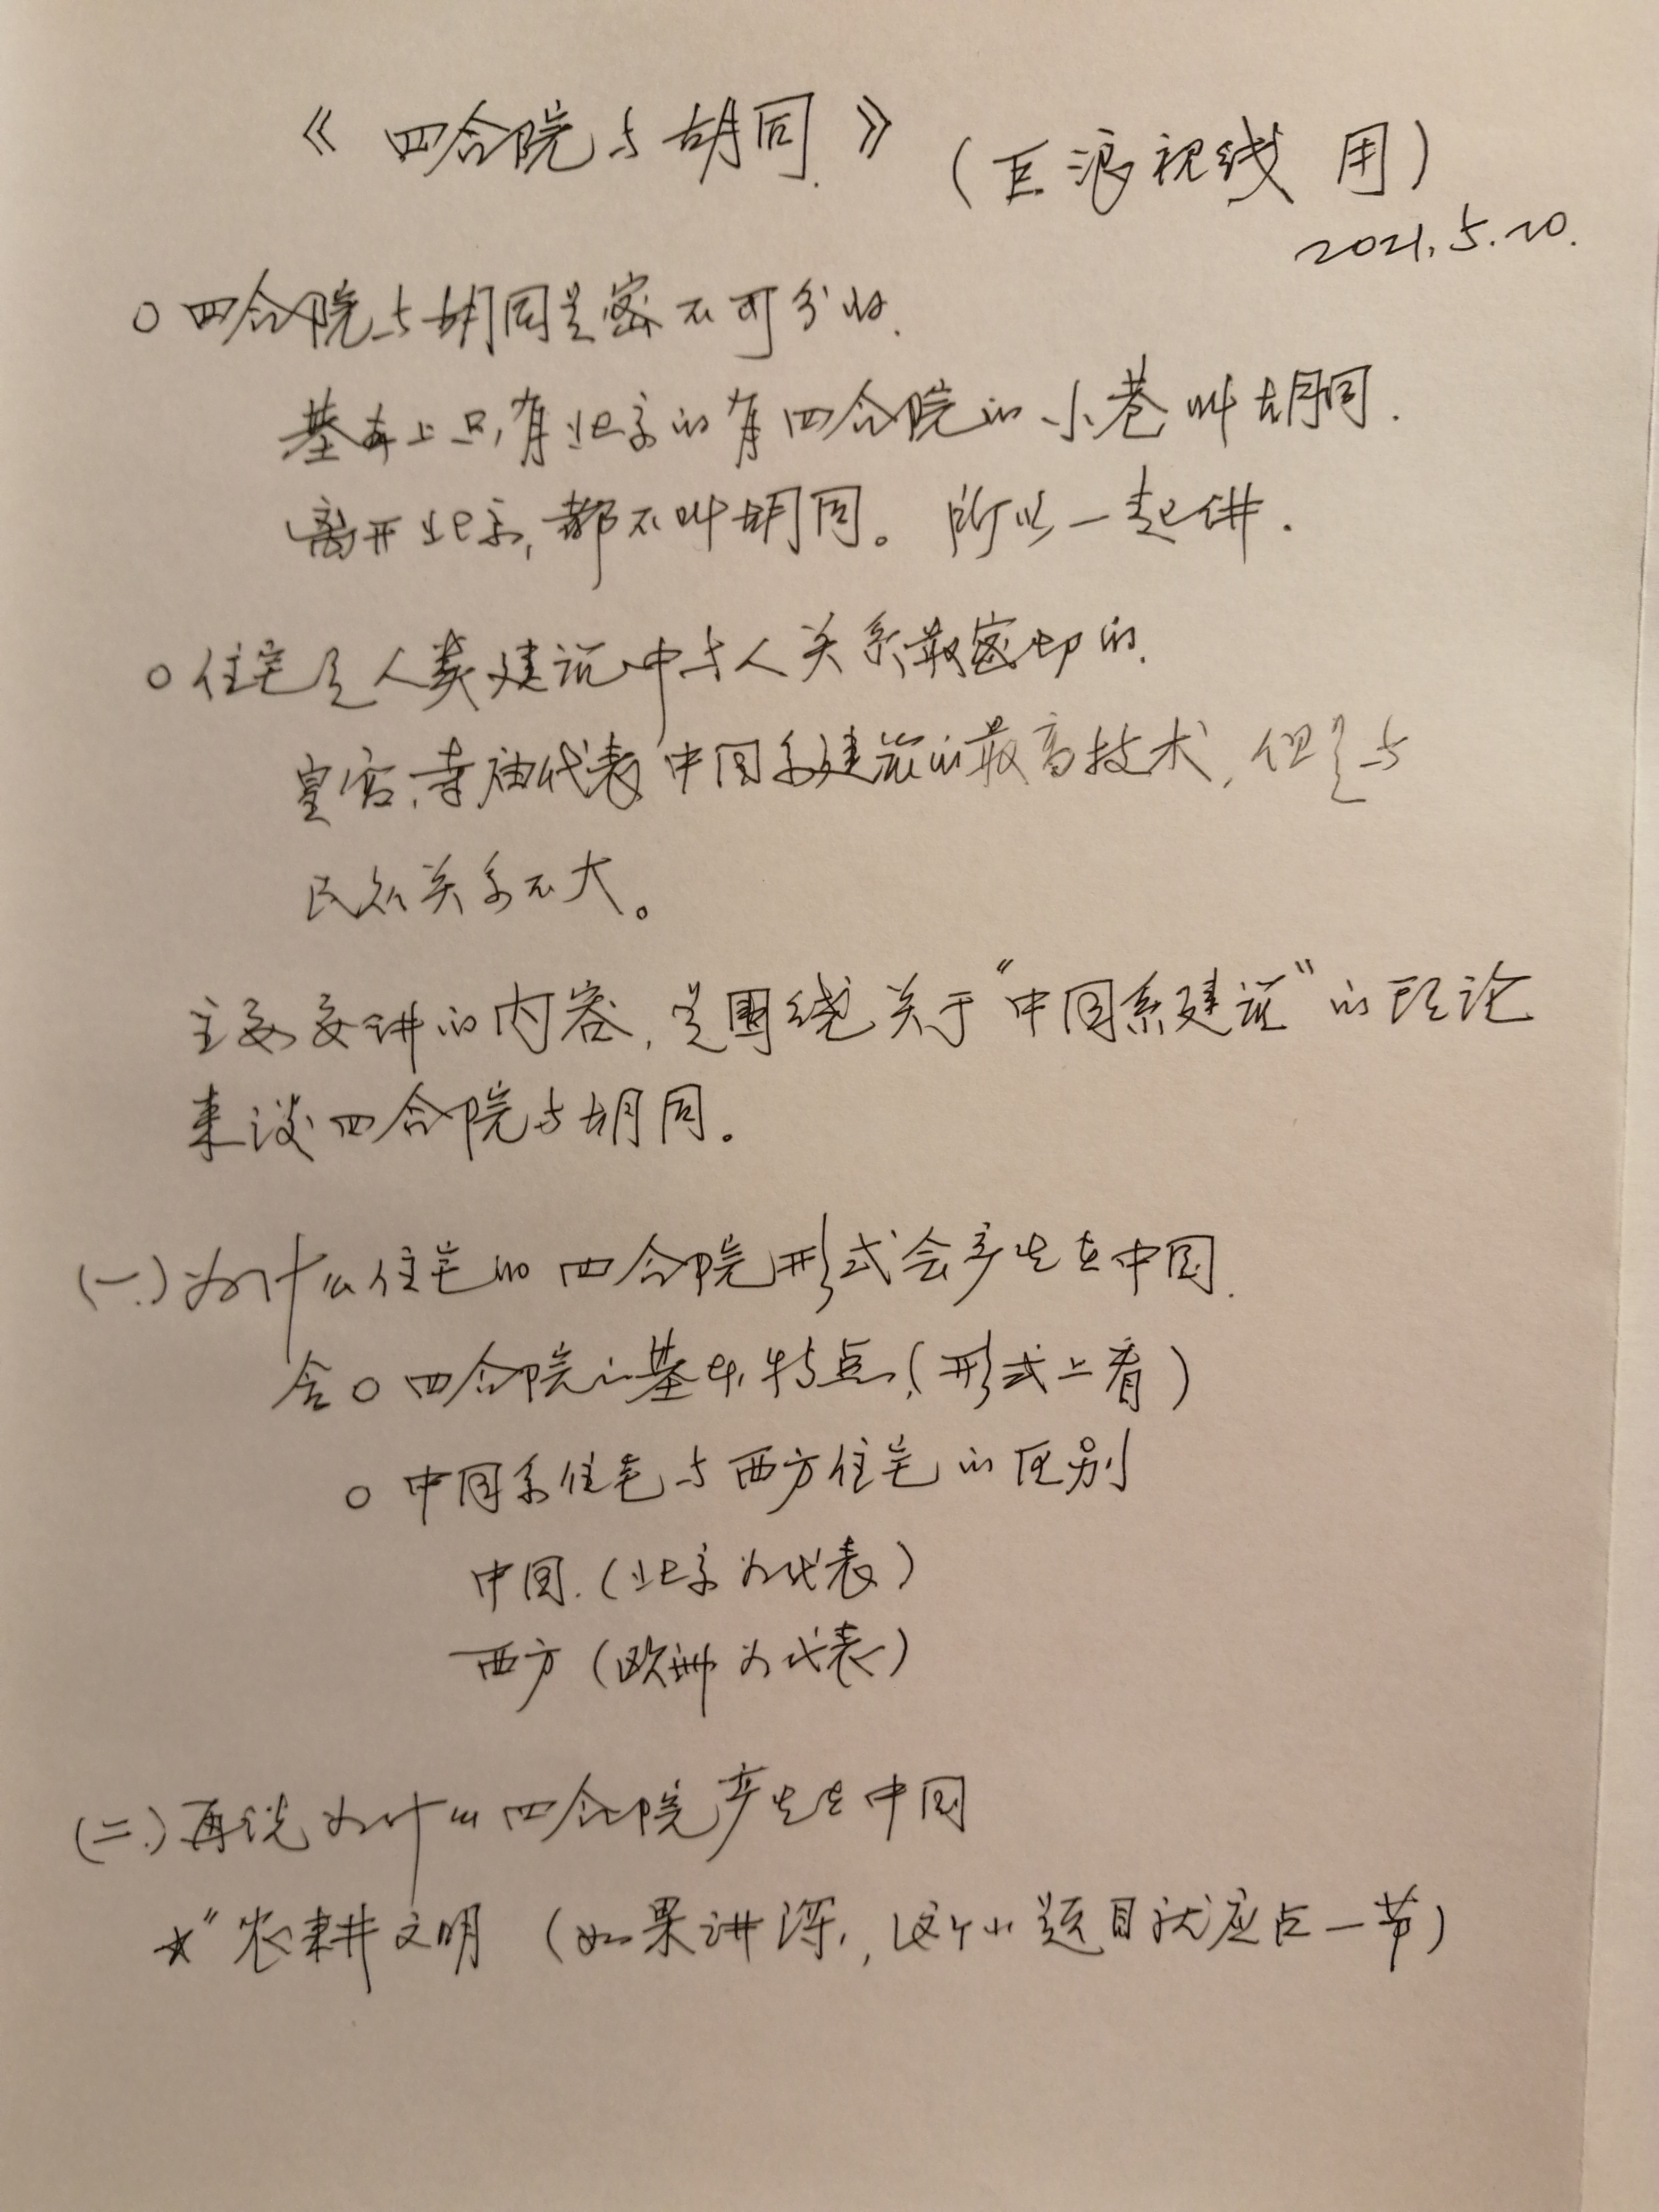 《四合院与胡同》(巨浪视线 用)
2021.5.20.
○ 四合院与胡同是密不可分的.
基本上只有北京的有四合院的小巷叫胡同.
离开北京,都不叫胡同。所以一起讲.
○ 住宅是人类建筑中与人关系最密切的.
皇宫、寺庙代表中国系建筑的最高技术,但是与
民众关系不大。
主要要讲的内容,是围绕关于“中国系建筑”的理论
来谈四合院与胡同。
(一.)为什么住宅的四合院形式会产生在中国.
含 ○ 四合院的基本特点(形式上看)
○ 中国系住宅与西方住宅的区别
中国.(北京为代表)
西方(欧洲为代表)
(二.)再说为什么四合院产生在中国
☆“农耕文明 (如果讲深,这个小题目就应占一节)